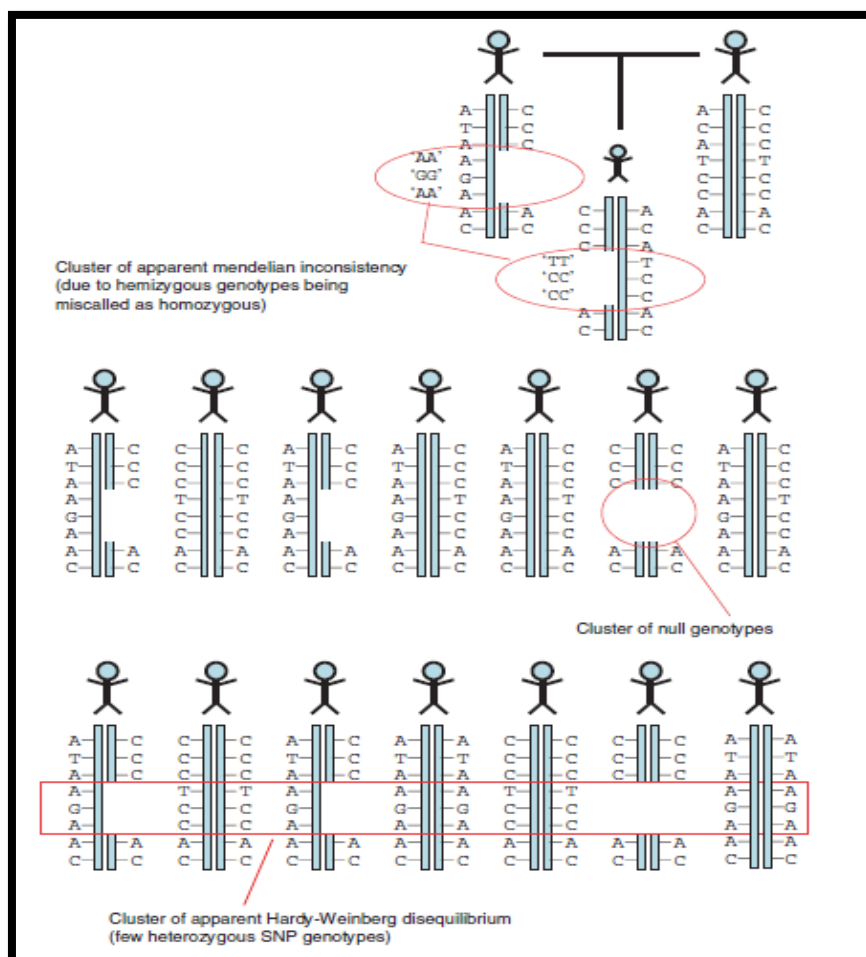 A C A C
T C C C
A C A C
'AA' A T T
'GG' G C C
'AA' A C C
A A A A
C C C C
C A
C C
C A
'TT' T
'CC' C
'CC' C
A A
C C
Cluster of apparent mendelian inconsistency
(due to hemizygous genotypes being
miscalled as homozygous)
A C C C A C A C A C C C A C
T C C C T C T C T C C C T C
A C C C A C A C A C C C A C
A T T A A T A T A T
G C C G G C G C G C
A C C A A C A C A C
A A A A A A A A A A A A A A
C C C C C C C C C C C C C C
Cluster of null genotypes
A C C C A C A A C C C C A A
T C C C T C T T C C C C T T
A C C C A C A A C C C C A A
A T T A A A T T A A
G C C G G G C C G G
A C C A A A C C A A
A A A A A A A A A A A A A A
C C C C C C C C C C C C C C
Cluster of apparent Hardy-Weinberg disequilibrium
(few heterozygous SNP genotypes)